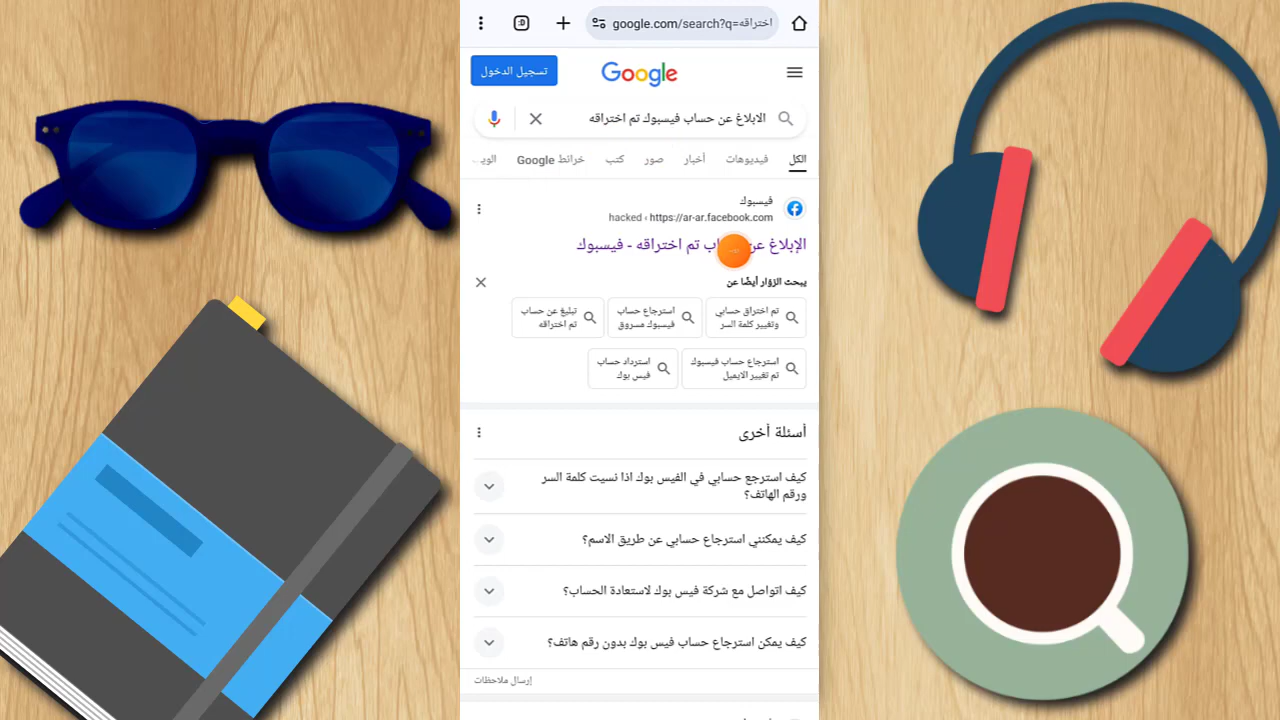 :D
google.com/search?q=اختراقه
تسجيل الدخول
Google
الابلاغ عن حساب فيسبوك تم اختراقه
الكل
فيديوهات
أخبار
صور
كتب
خرائط Google
فيسبوك
https://ar-ar.facebook.com › hacked
الإبلاغ عن حساب تم اختراقه - فيسبوك
يبحث الزوّار أيضًا عن
تم اختراق حسابي
وتغيير كلمة السر
استرجاع حساب
فيسبوك مسروق
تبليغ عن حساب
تم اختراقه
استرجاع حساب فيسبوك
تم تغيير الايميل
استرداد حساب
فيس بوك
أسئلة أخرى
كيف استرجع حسابي في الفيس بوك اذا نسيت كلمة السر
ورقم الهاتف؟
كيف يمكنني استرجاع حسابي عن طريق الاسم؟
كيف اتواصل مع شركة فيس بوك لاستعادة الحساب؟
كيف يمكن استرجاع حساب فيس بوك بدون رقم هاتف؟
إرسال ملاحظات